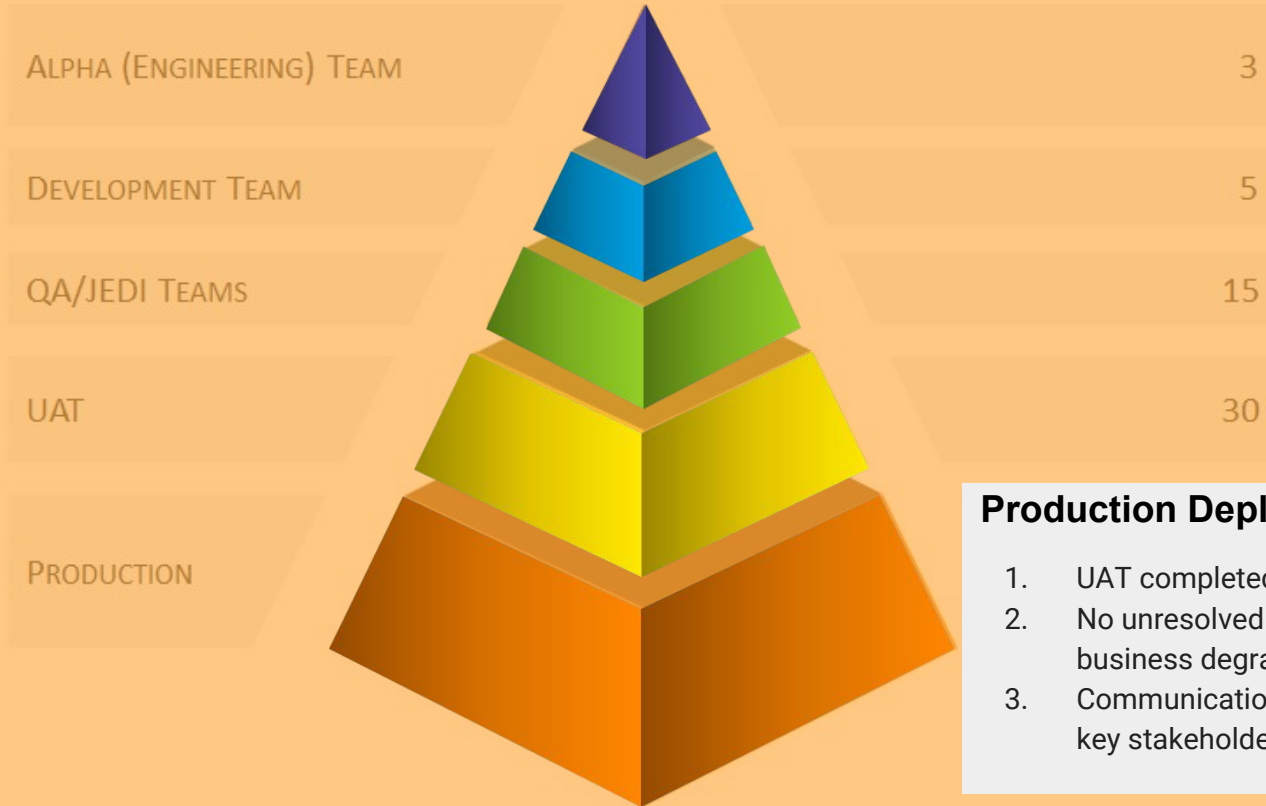 ALPHA (ENGINEERING) TEAM 3
DEVELOPMENT TEAM 5
QA/JEDI TEAMS 15
UAT 30
PRODUCTION
Production Depl
1. UAT completed
2. No unresolved
business degra
3. Communicatio
key stakeholde